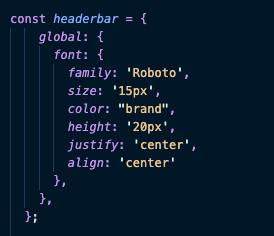 const headerbar = {
global: {
font: {
family: 'Roboto',
size: '15px',
color: "brand",
height: '20px',
justify: 'center',
align: 'center'
},
},
};